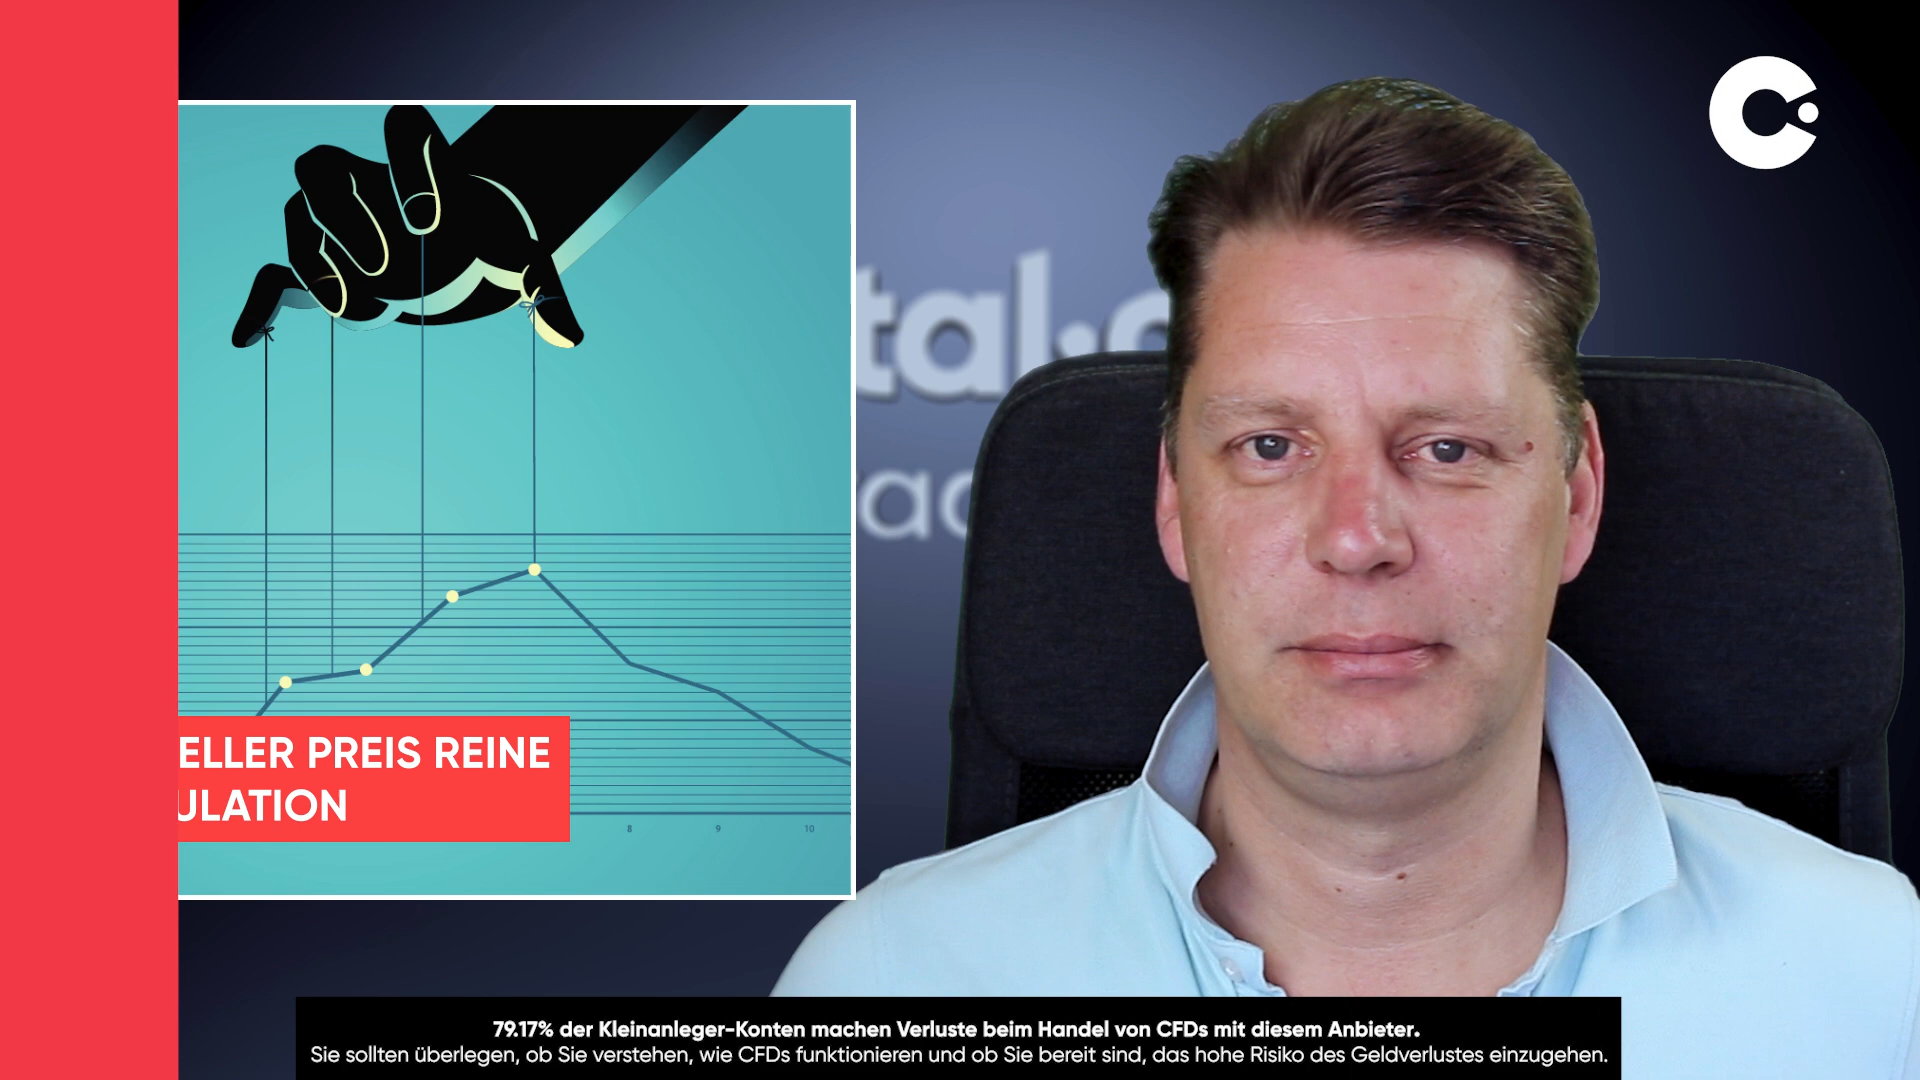 tal.c
rad
ELLER PREIS REINE
ULATION
8
9
10
79.17% der Kleinanleger-Konten machen Verluste beim Handel von CFDs mit diesem Anbieter.
Sie sollten überlegen, ob Sie verstehen, wie CFDs funktionieren und ob Sie bereit sind, das hohe Risiko des Geldverlustes einzugehen.